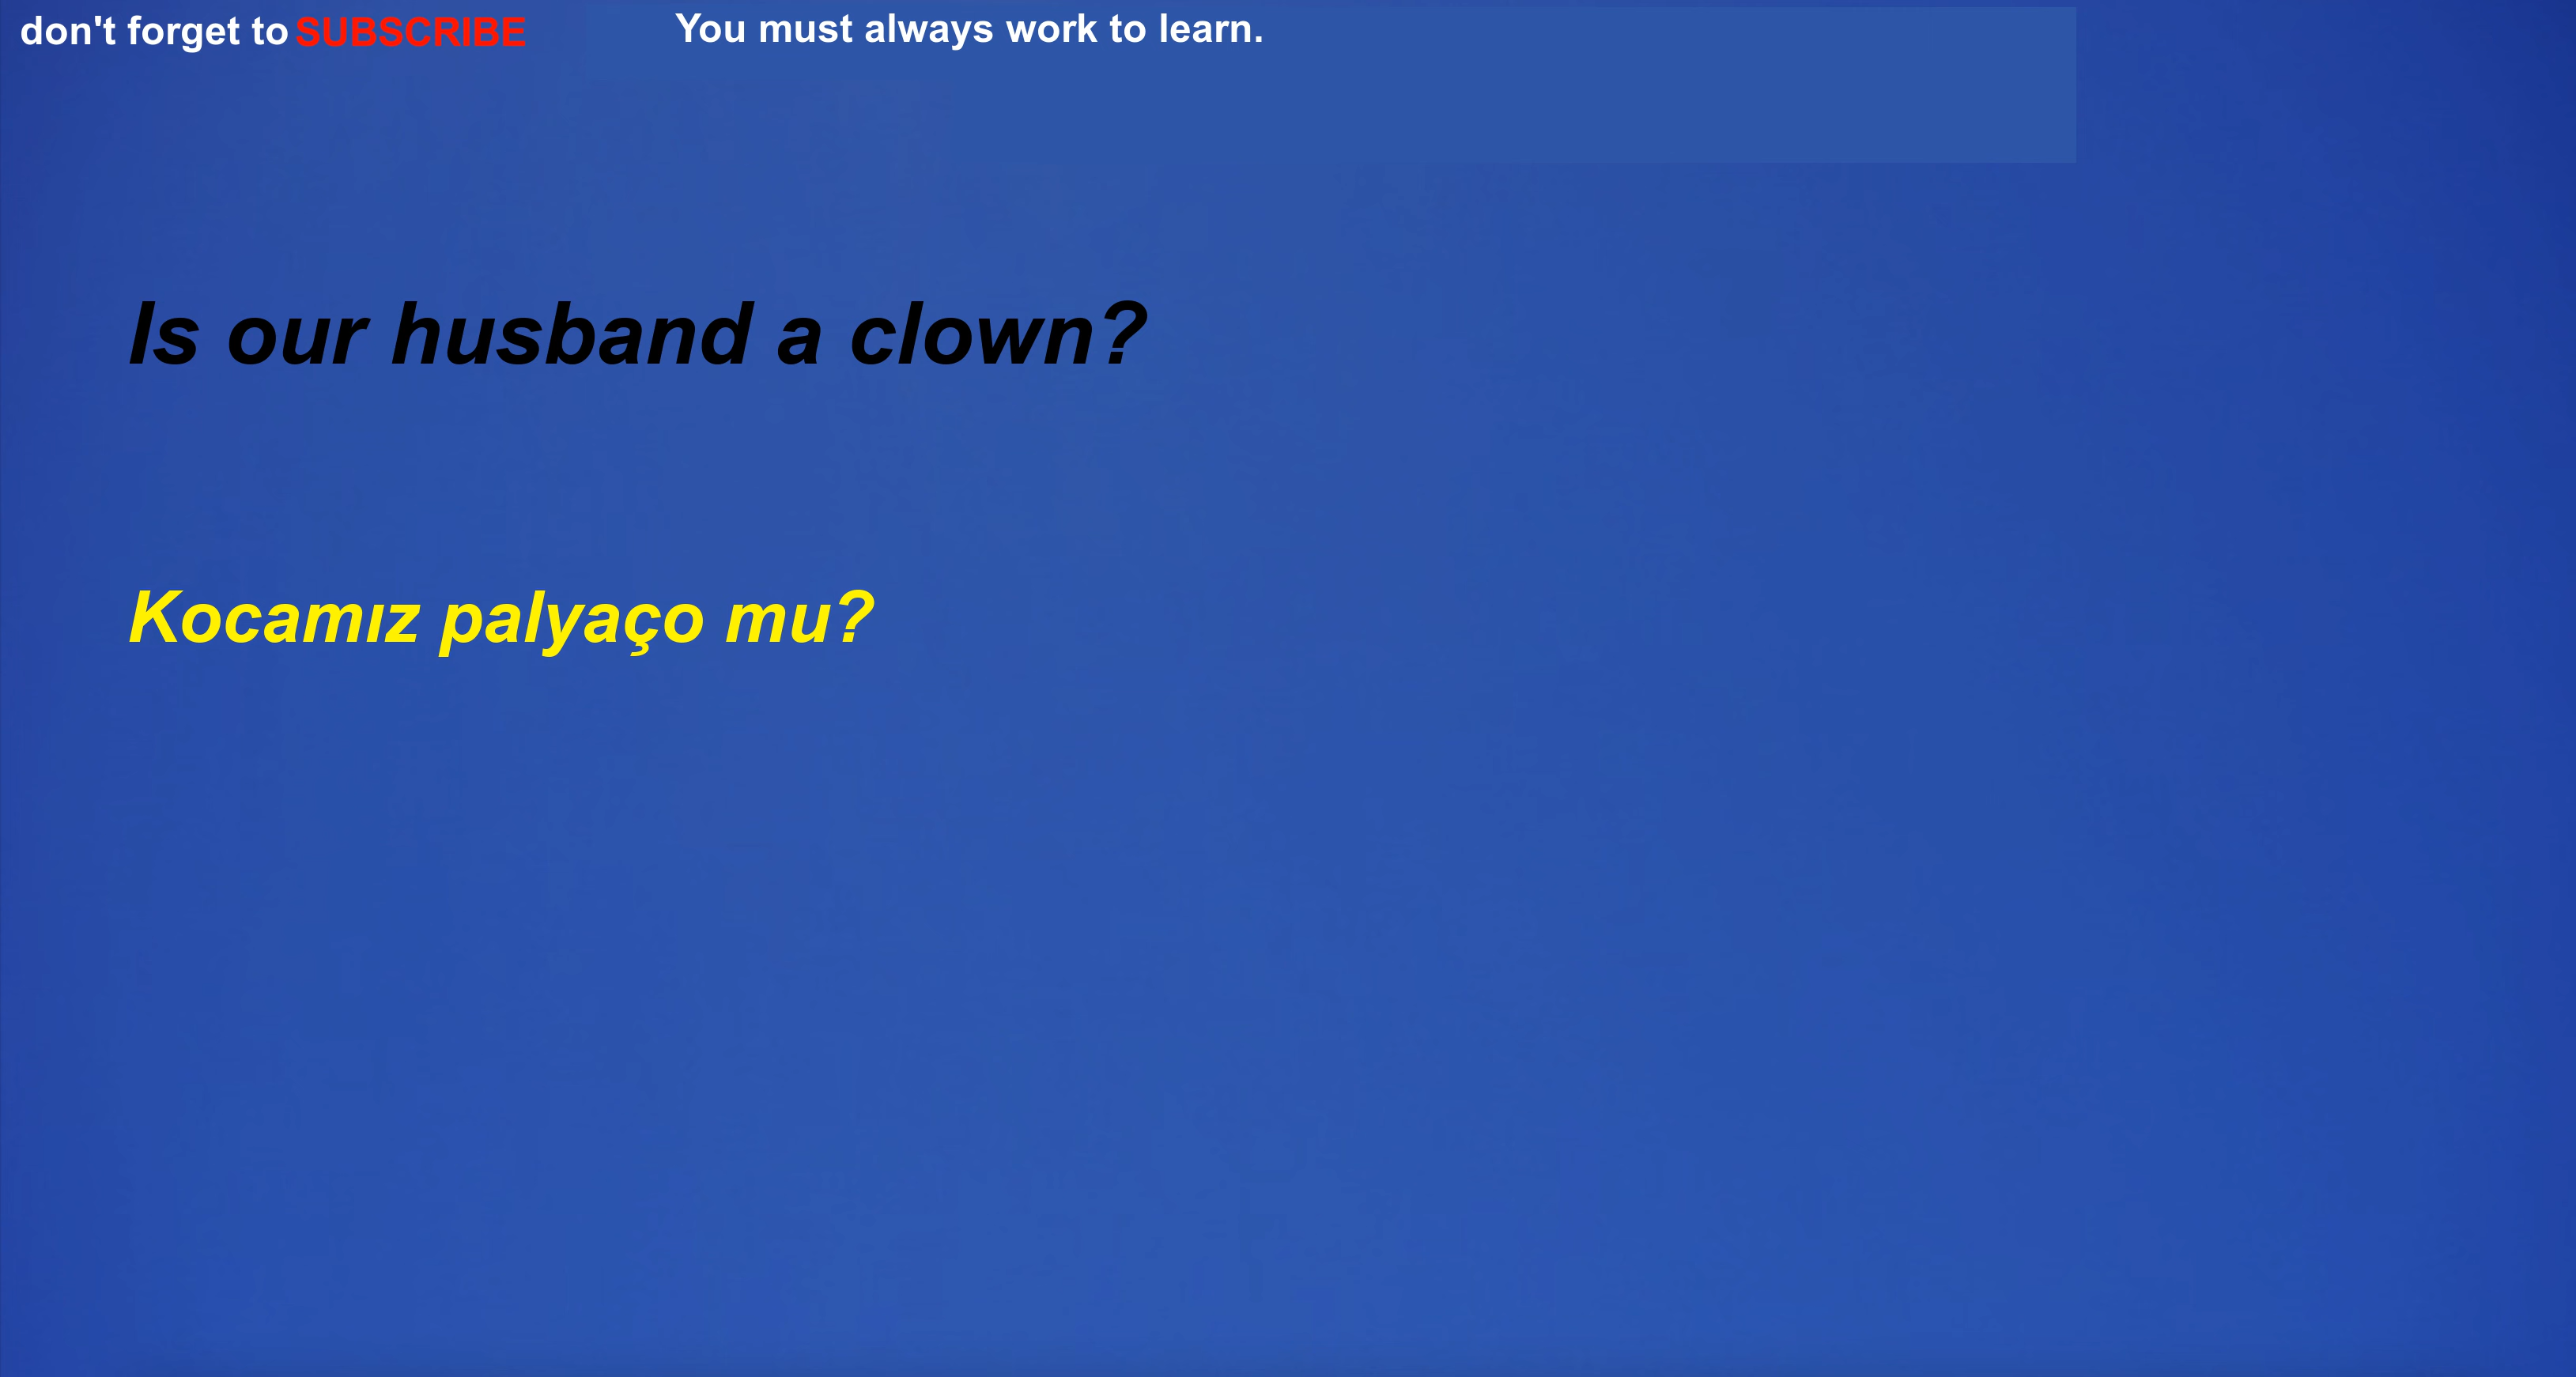 don't forget to SUBSCRIBE
You must always work to learn.
Is our husband a clown?
Kocamız palyaço mu?